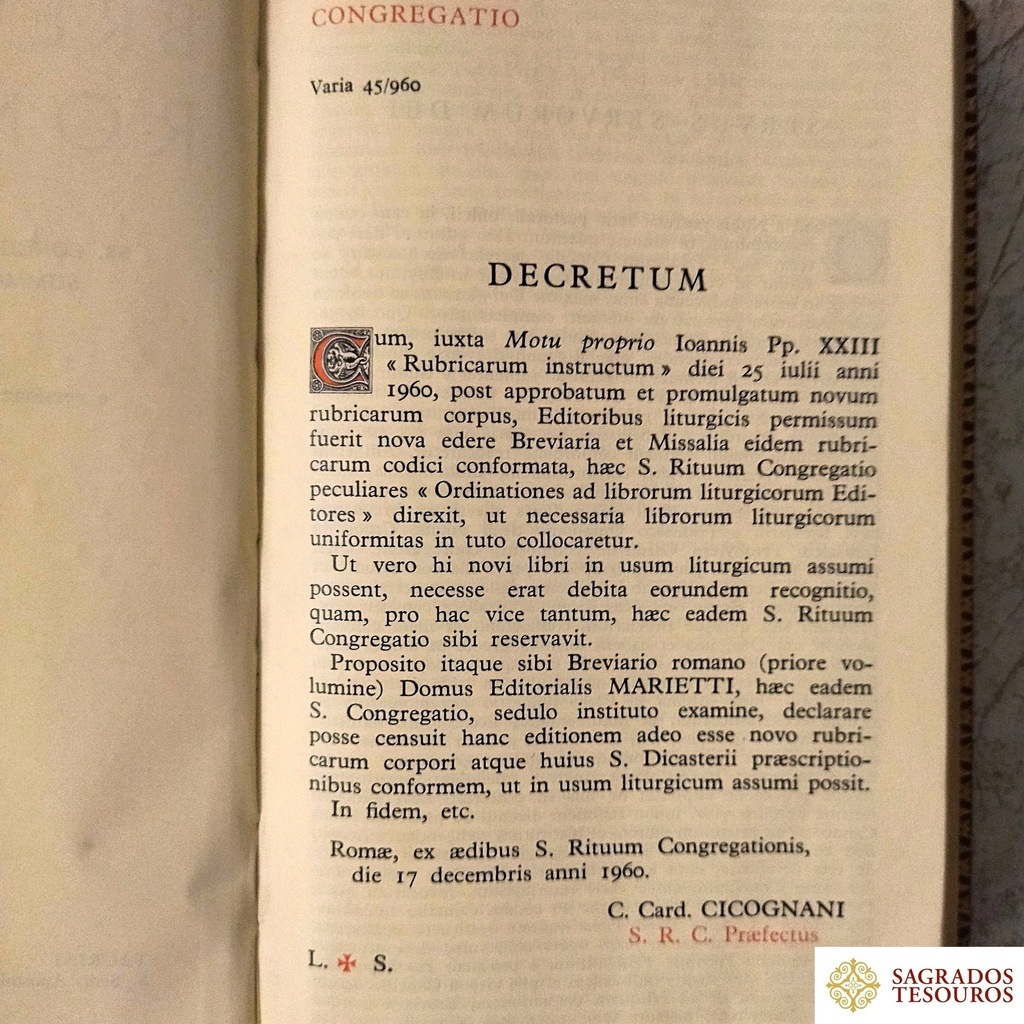 CONGREGATIO
Varia 45/960
DECRETUM
Cum, iuxta Motu proprio Ioannis Pp. XXIII
« Rubricarum instructum » diei 25 iulii anni
1960, post approbatum et promulgatum novum
rubricarum corpus, Editoribus liturgicis permissum
fuerit nova edere Breviaria et Missalia eidem rubri-
carum codici conformata, hæc S. Rituum Congregatio
peculiares « Ordinationes ad librorum liturgicorum Edi-
tores » direxit, ut necessaria librorum liturgicorum
uniformitas in tuto collocaretur.
Ut vero hi novi libri in usum liturgicum assumi
possent, necesse erat debita eorundem recognitio,
quam, pro hac vice tantum, hæc eadem S. Rituum
Congregatio sibi reservavit.
Proposito itaque sibi Breviario romano (priore vo-
lumine) Domus Editorialis MARIETTI, hæc eadem
S. Congregatio, sedulo instituto examine, declarare
posse censuit hanc editionem adeo esse novo rubri-
carum corpori atque huius S. Dicasterii præscriptio-
nibus conformem, ut in usum liturgicum assumi possit.
In fidem, etc.
Romæ, ex ædibus S. Rituum Congregationis,
die 17 decembris anni 1960.
C. Card. CICOGNANI
S. R. C. Præfectus
L. ✠ S.
SAGRADOS
TESOUROS